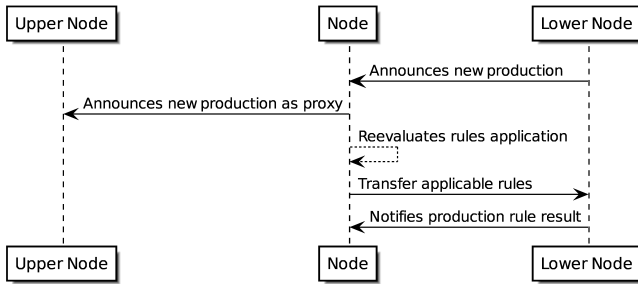 Upper Node
Node
Lower Node
Announces new production
Announces new production as proxy
Reevaluates rules application
Transfer applicable rules
Notifies production rule result
Upper Node
Node
Lower Node